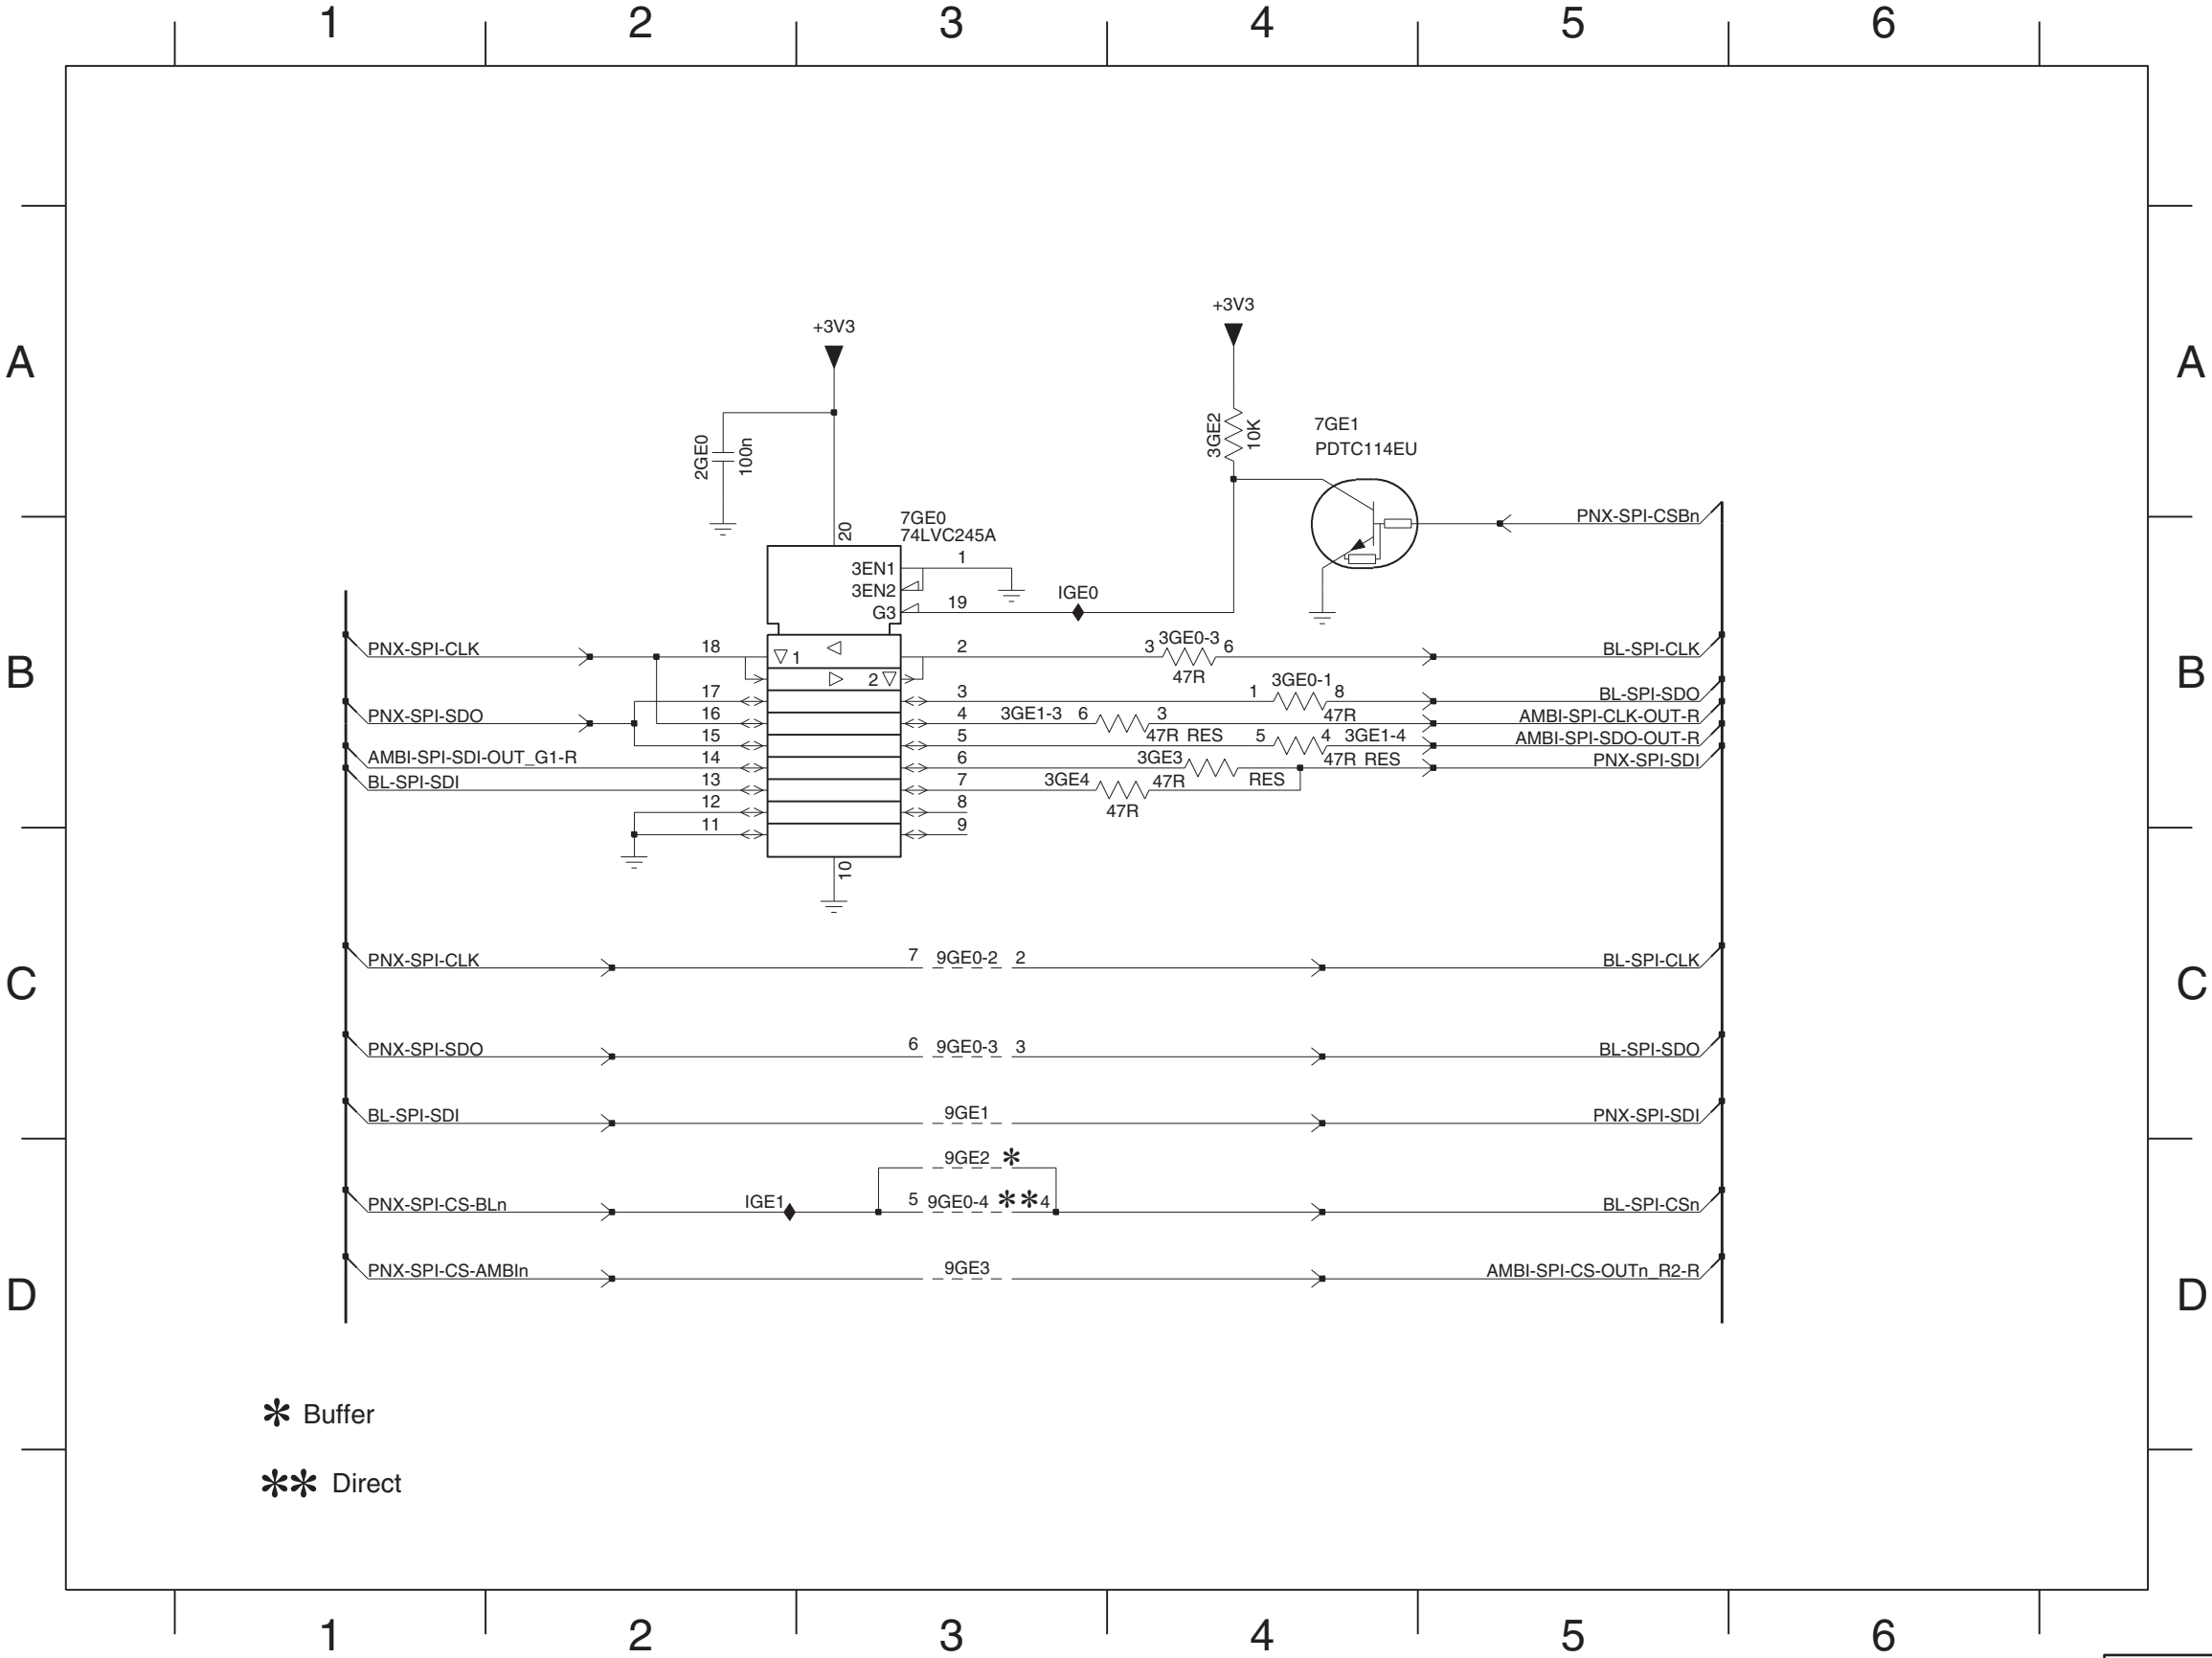 1 2 3 4 5 6
A A
+3V3
+3V3
2GE0 100n
3GE2 10K
7GE1
PDTC114EU
PNX-SPI-CSBn
20
7GE0
74LVC245A
3EN1 1
3EN2
G3 19 IGE0
B B
PNX-SPI-CLK 18 1 2 3 3GE0-3 6 BL-SPI-CLK
47R
2
17 3 1 3GE0-1 8 BL-SPI-SDO
PNX-SPI-SDO 16 4 3GE1-3 6 3 47R AMBI-SPI-CLK-OUT-R
15 5 47R RES 5 4 3GE1-4 AMBI-SPI-SDO-OUT-R
AMBI-SPI-SDI-OUT_G1-R 14 6 3GE3 47R RES PNX-SPI-SDI
BL-SPI-SDI 13 7 3GE4 47R RES
12 8 47R
11 9
10
C C
PNX-SPI-CLK 7 9GE0-2 2 BL-SPI-CLK
PNX-SPI-SDO 6 9GE0-3 3 BL-SPI-SDO
BL-SPI-SDI 9GE1 PNX-SPI-SDI
9GE2 *
PNX-SPI-CS-BLn IGE1 5 9GE0-4 **4 BL-SPI-CSn
D D
PNX-SPI-CS-AMBIn 9GE3 AMBI-SPI-CS-OUTn_R2-R
* Buffer
** Direct
1 2 3 4 5 6